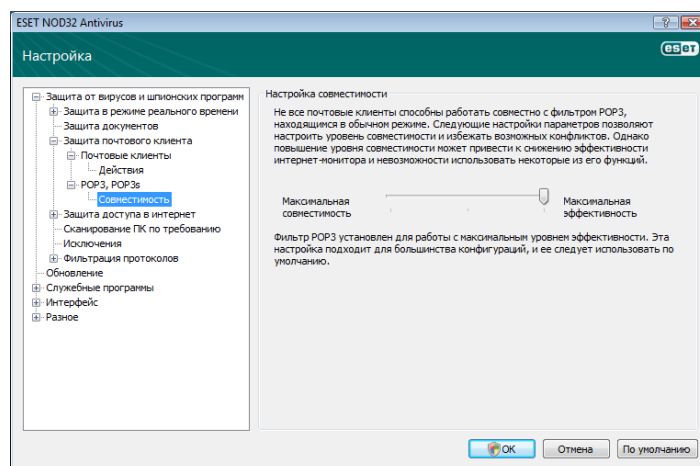 ESET NOD32 Antivirus
Настройка
eseT
Защита от вирусов и шпионских программ
Защита в режиме реального времени
Защита документов
Защита почтового клиента
Почтовые клиенты
Действия
POP3, POP3s
Совместимость
Защита доступа в интернет
Сканирование ПК по требованию
Исключения
Фильтрация протоколов
Обновление
Служебные программы
Интерфейс
Разное
Настройка совместимости
Не все почтовые клиенты способны работать совместно с фильтром POP3,
находящимся в обычном режиме. Следующие настройки параметров позволяют
настроить уровень совместимости и избежать возможных конфликтов. Однако
повышение уровня совместимости может привести к снижению эффективности
интернет-монитора и невозможности использовать некоторые из его функций.
Максимальная
совместимость
Максимальная
эффективность
Фильтр POP3 установлен для работы с максимальным уровнем эффективности. Эта
настройка подходит для большинства конфигураций, и ее следует использовать по
умолчанию.
OK
Отмена
По умолчанию